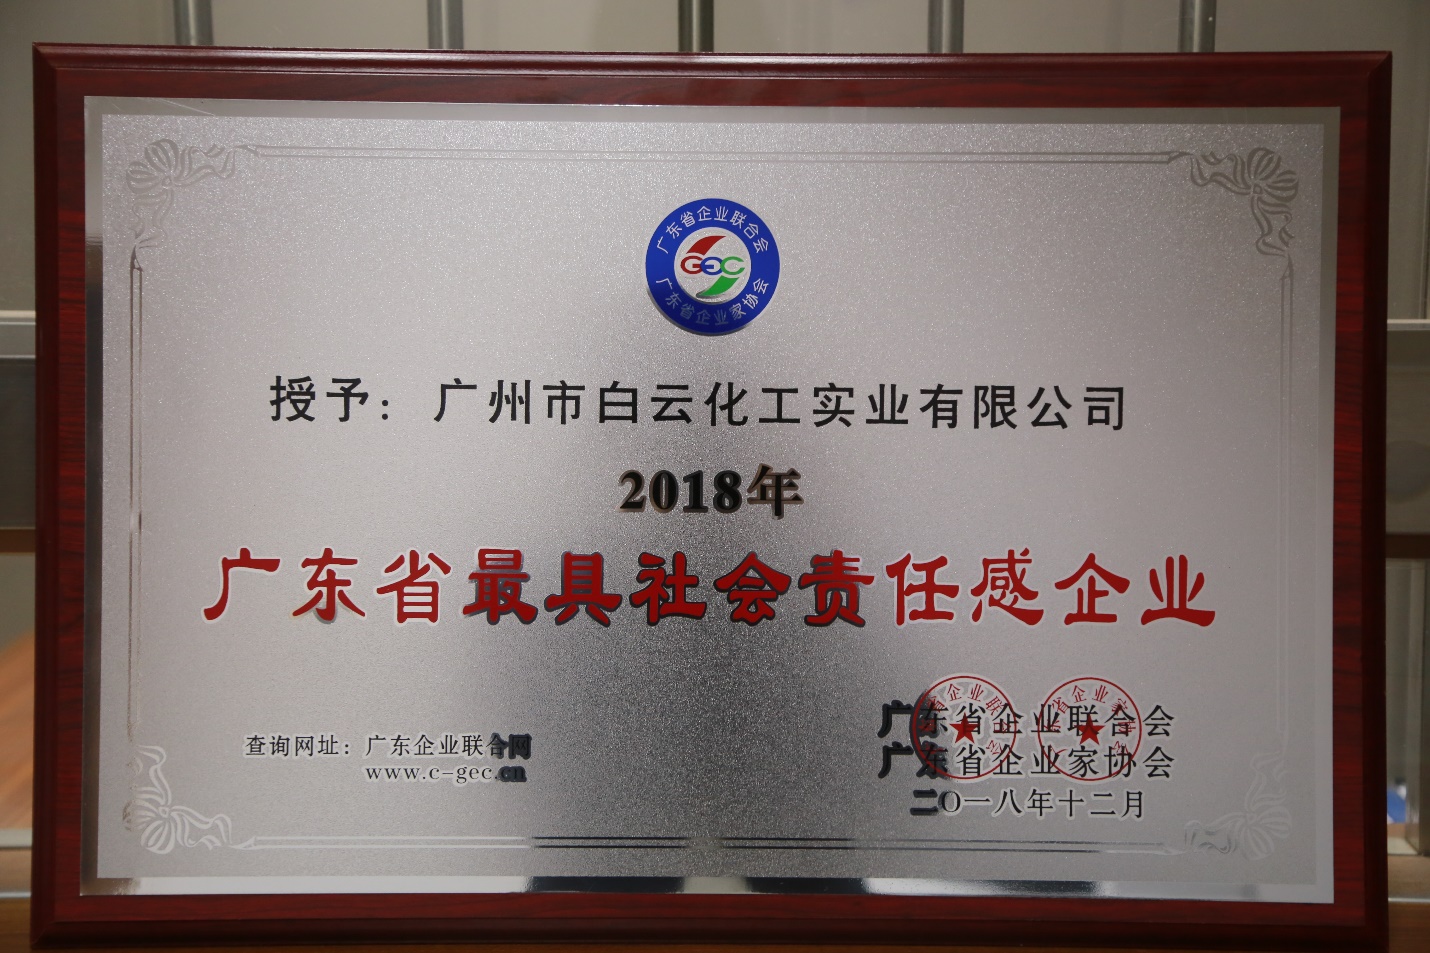 广东省企业联合会
GEC
广东省企业家协会
授予：广州市白云化工实业有限公司
2018年
广东省最具社会责任感企业
查询网址：广东企业联合网
www.c-gec.cn
广东省企业联合会
广东省企业家协会
二〇一八年十二月